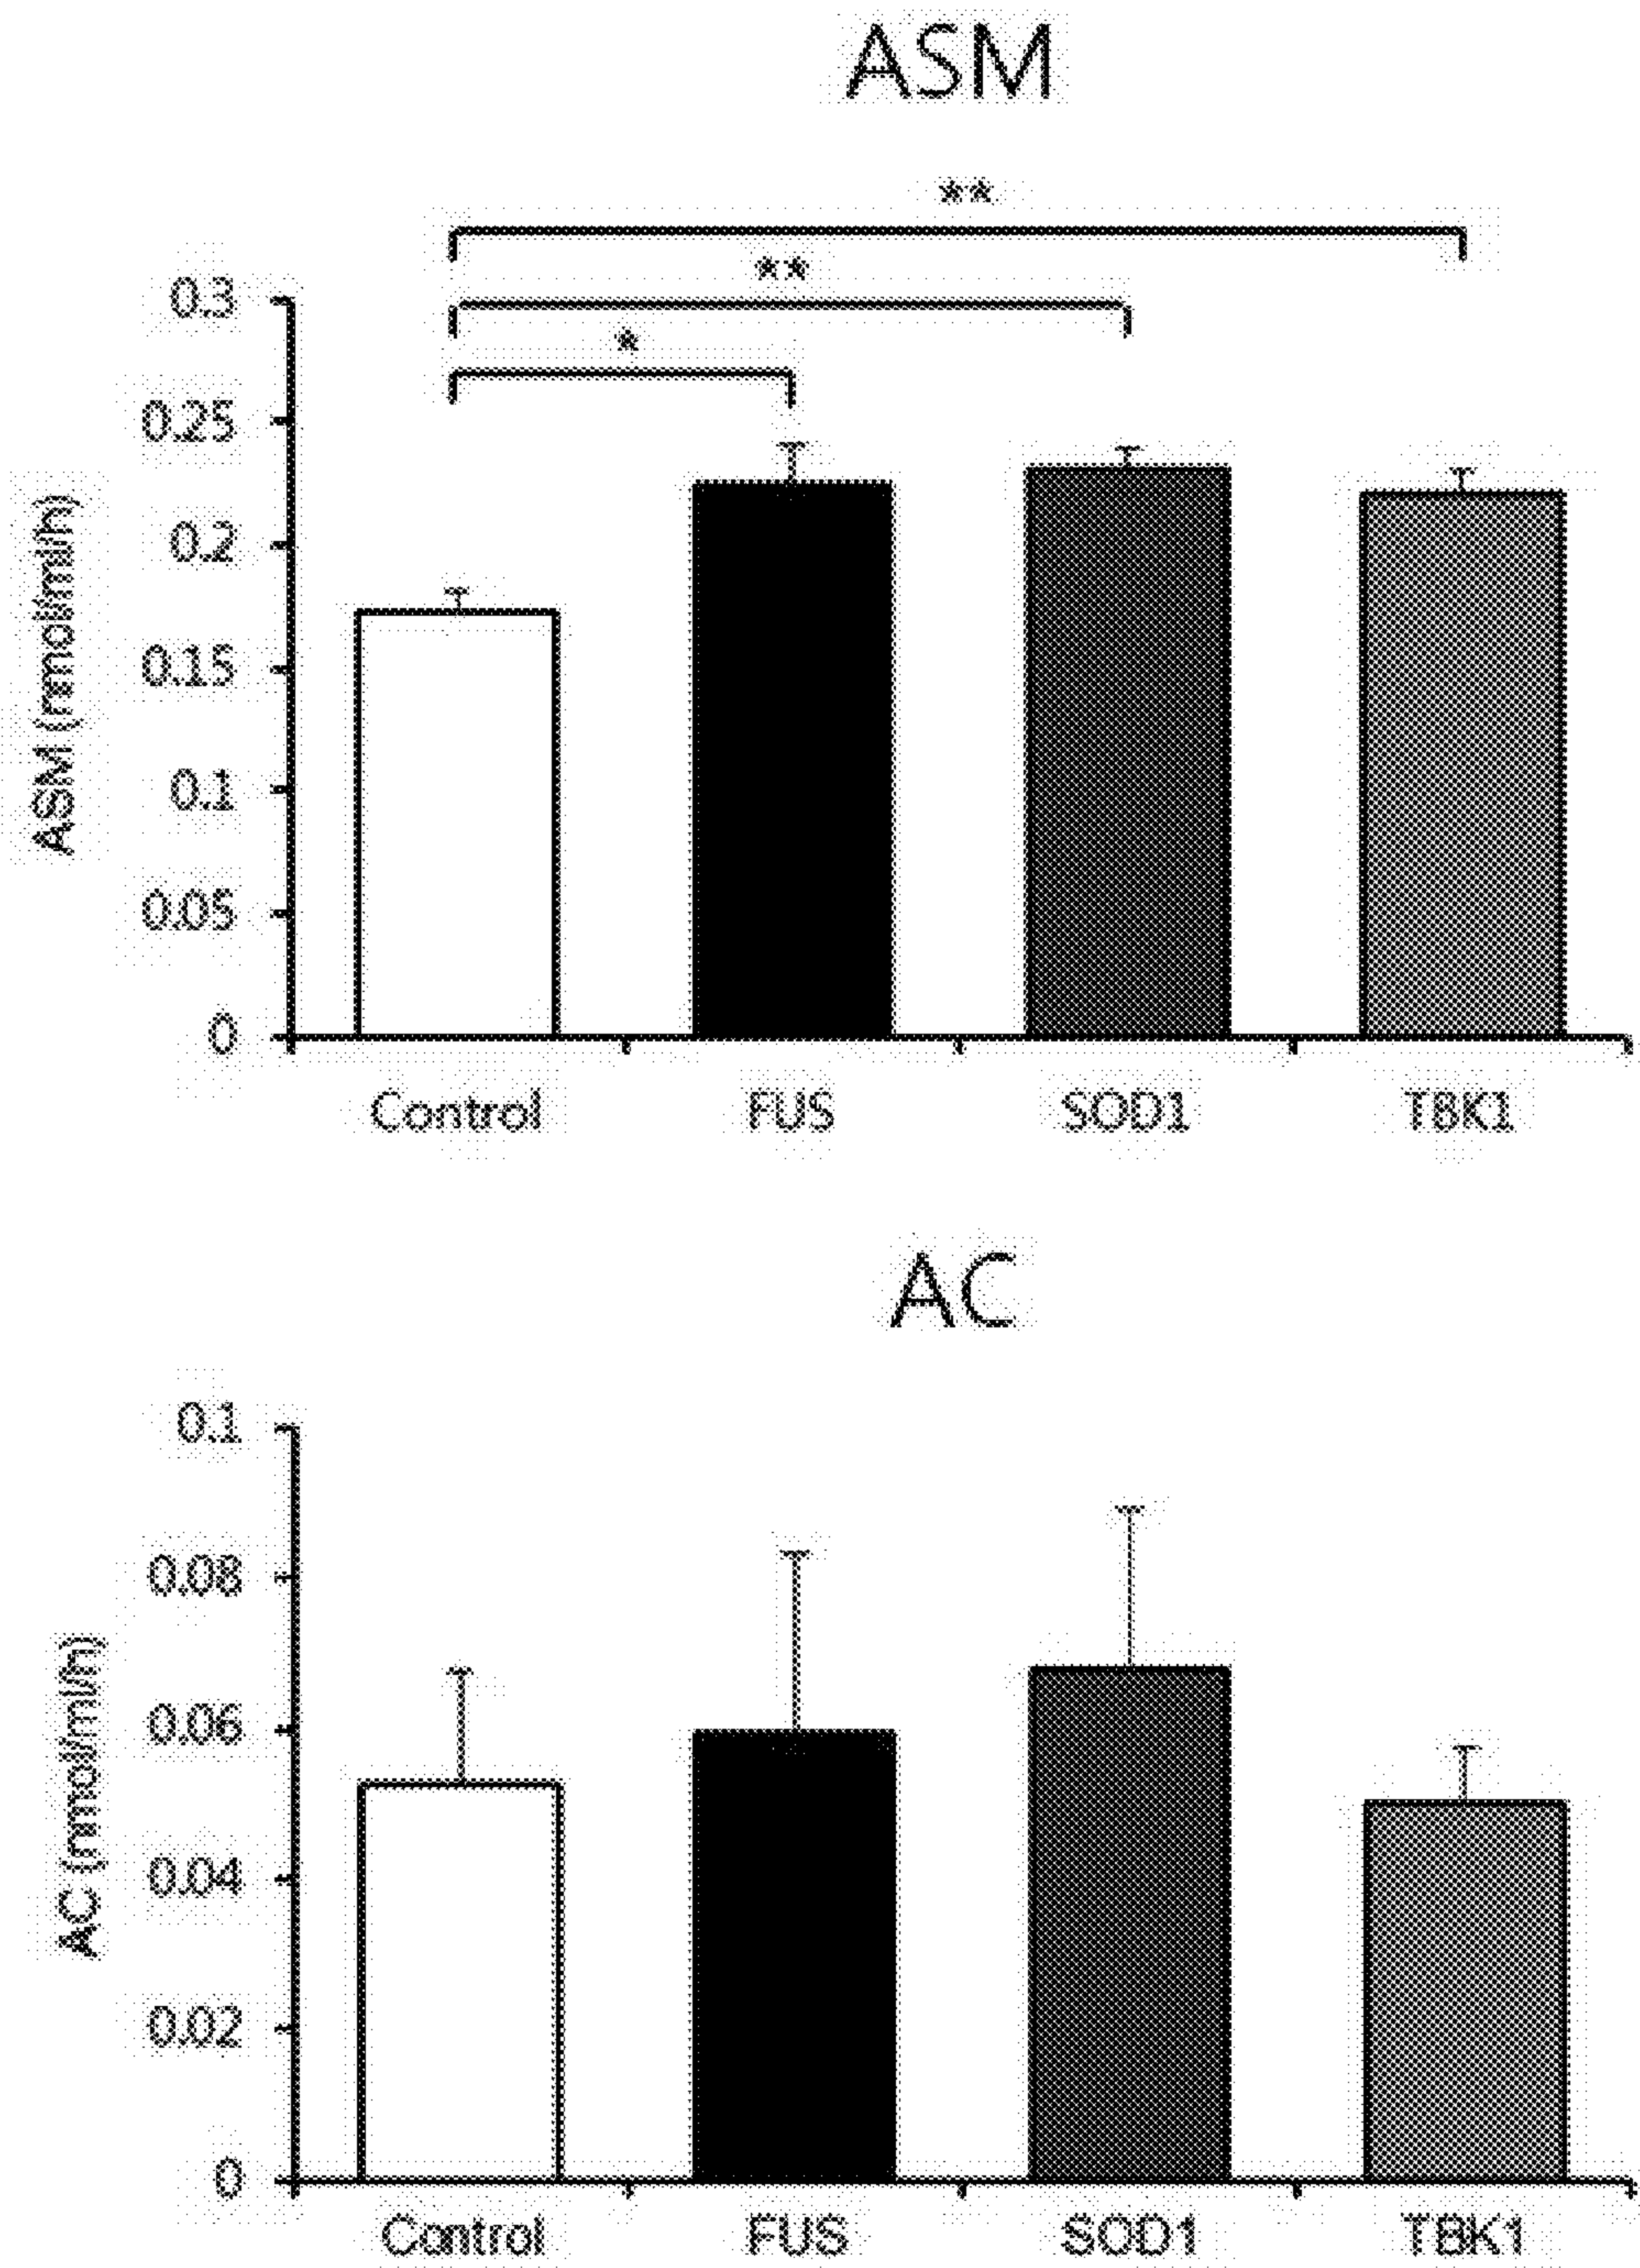 ASM
**
**
*
0.3
0.25
0.2
0.15
0.1
0.05
0
ASM (nmol/ml/h)
Control FUS SOD1 TBK1
AC
0.1
0.08
0.06
0.04
0.02
0
AC (nmol/ml/h)
Control FUS SOD1 TBK1